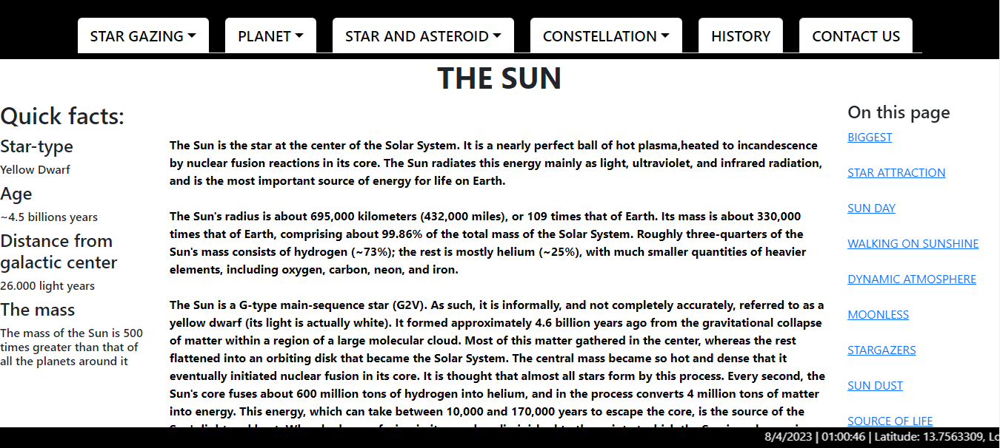 STAR GAZING PLANET STAR AND ASTEROID CONSTELLATION HISTORY CONTACT US
THE SUN
Quick facts:
Star-type
Yellow Dwarf
Age
~4.5 billions years
Distance from
galactic center
26.000 light years
The mass
The mass of the Sun is 500
times greater than that of
all the planets around it
The Sun is the star at the center of the Solar System. It is a nearly perfect ball of hot plasma,heated to incandescence
by nuclear fusion reactions in its core. The Sun radiates this energy mainly as light, ultraviolet, and infrared radiation,
and is the most important source of energy for life on Earth.
The Sun's radius is about 695,000 kilometers (432,000 miles), or 109 times that of Earth. Its mass is about 330,000
times that of Earth, comprising about 99.86% of the total mass of the Solar System. Roughly three-quarters of the
Sun's mass consists of hydrogen (~73%); the rest is mostly helium (~25%), with much smaller quantities of heavier
elements, including oxygen, carbon, neon, and iron.
The Sun is a G-type main-sequence star (G2V). As such, it is informally, and not completely accurately, referred to as a
yellow dwarf (its light is actually white). It formed approximately 4.6 billion years ago from the gravitational collapse
of matter within a region of a large molecular cloud. Most of this matter gathered in the center, whereas the rest
flattened into an orbiting disk that became the Solar System. The central mass became so hot and dense that it
eventually initiated nuclear fusion in its core. It is thought that almost all stars form by this process. Every second, the
Sun's core fuses about 600 million tons of hydrogen into helium, and in the process converts 4 million tons of matter
into energy. This energy, which can take between 10,000 and 170,000 years to escape the core, is the source of the
On this page
BIGGEST
STAR ATTRACTION
SUN DAY
WALKING ON SUNSHINE
DYNAMIC ATMOSPHERE
MOONLESS
STARGAZERS
SUN DUST
SOURCE OF LIFE
8/4/2023 | 01:00:46 | Latitude: 13.7563309,